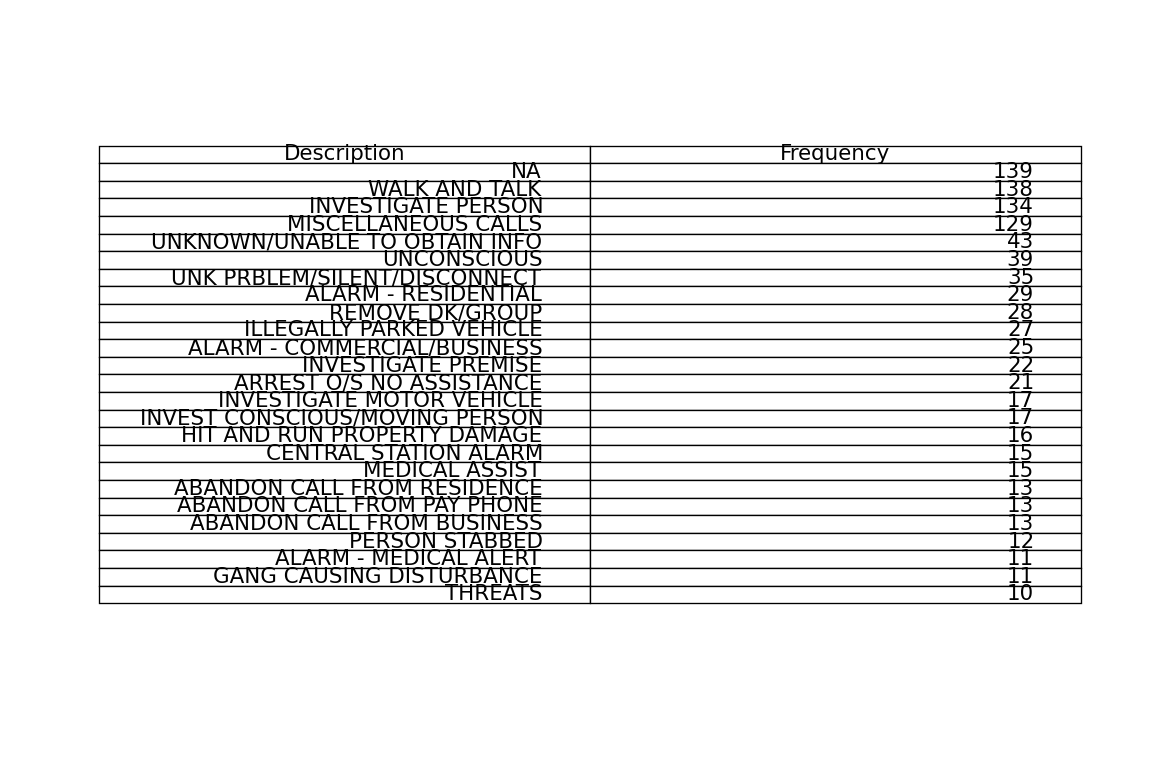 Description Frequency
NA 139
WALK AND TALK 138
INVESTIGATE PERSON 134
MISCELLANEOUS CALLS 129
UNKNOWN/UNABLE TO OBTAIN INFO 43
UNCONSCIOUS 39
UNK PRBLEM/SILENT/DISCONNECT 35
ALARM - RESIDENTIAL 29
REMOVE DK/GROUP 28
ILLEGALLY PARKED VEHICLE 27
ALARM - COMMERCIAL/BUSINESS 25
INVESTIGATE PREMISE 22
ARREST O/S NO ASSISTANCE 21
INVESTIGATE MOTOR VEHICLE 17
INVEST CONSCIOUS/MOVING PERSON 17
HIT AND RUN PROPERTY DAMAGE 16
CENTRAL STATION ALARM 15
MEDICAL ASSIST 15
ABANDON CALL FROM RESIDENCE 13
ABANDON CALL FROM PAY PHONE 13
ABANDON CALL FROM BUSINESS 13
PERSON STABBED 12
ALARM - MEDICAL ALERT 11
GANG CAUSING DISTURBANCE 11
THREATS 10